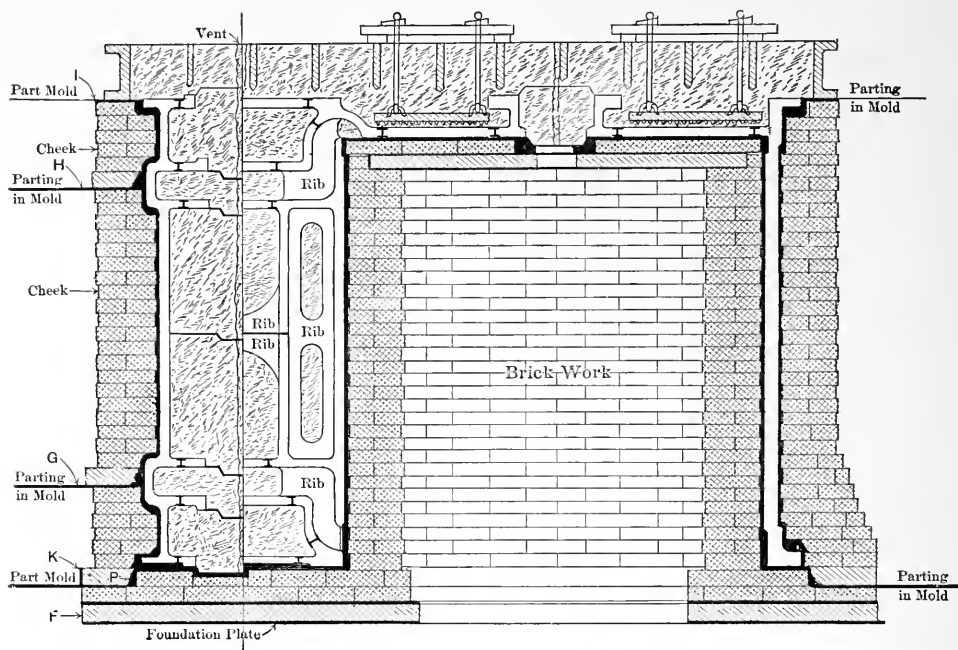 Vent
I
Part Mold
Parting
in Mold
Cheek
H
Parting
in Mold
Rib
Cheek
Rib
Rib
Rib
Brick Work
G
Parting
in Mold
Rib
K
Part Mold
P
Parting
in Mold
F
Foundation Plate